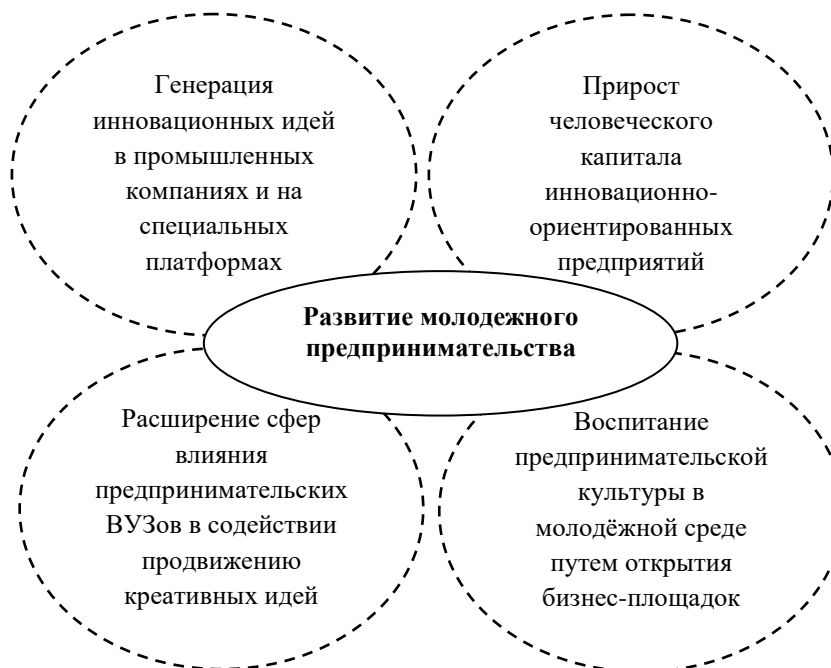 Генерация
инновационных идей
в промышленных
компаниях и на
специальных
платформах
Прирост
человеческого
капитала
инновационно-
ориентированных
предприятий
Развитие молодежного
предпринимательства
Расширение сфер
влияния
предпринимательских
ВУЗов в содействии
продвижению
креативных идей
Воспитание
предпринимательской
культуры в
молодёжной среде
путем открытия
бизнес-площадок